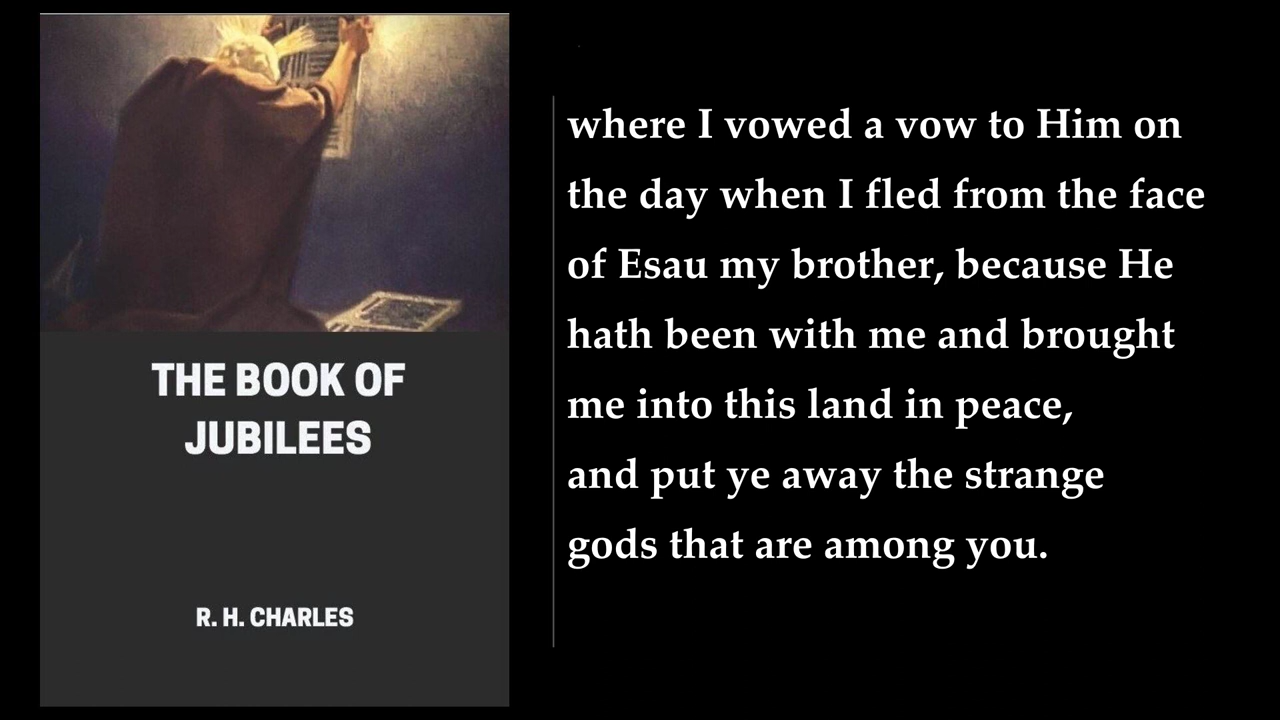 THE BOOK OF
JUBILEES
R. H. CHARLES
where I vowed a vow to Him on
the day when I fled from the face
of Esau my brother, because He
hath been with me and brought
me into this land in peace,
and put ye away the strange
gods that are among you.